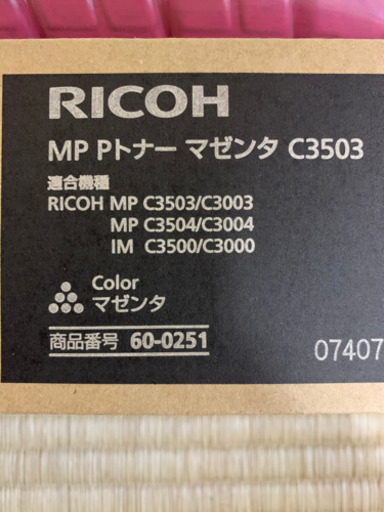 RICOH
MP Pトナー マゼンタ C3503
適合機種
RICOH MP C3503/C3003
MP C3504/C3004
IM C3500/C3000
Color
マゼンタ
商品番号 60-0251
07407